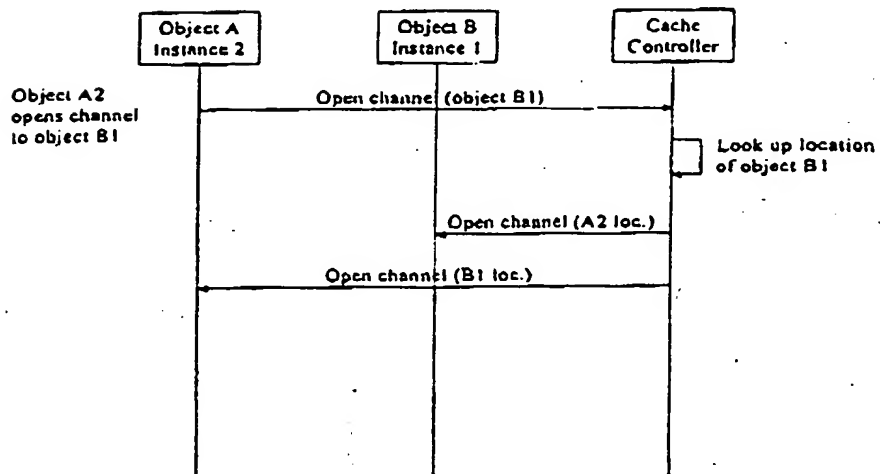 Object A
Instance 2
Object B
Instance 1
Cache
Controller
Object A2
opens channel
to object B1
Open channel (object B1)
Look up location
of object B1
Open channel (A2 loc.)
Open channel (B1 loc.)